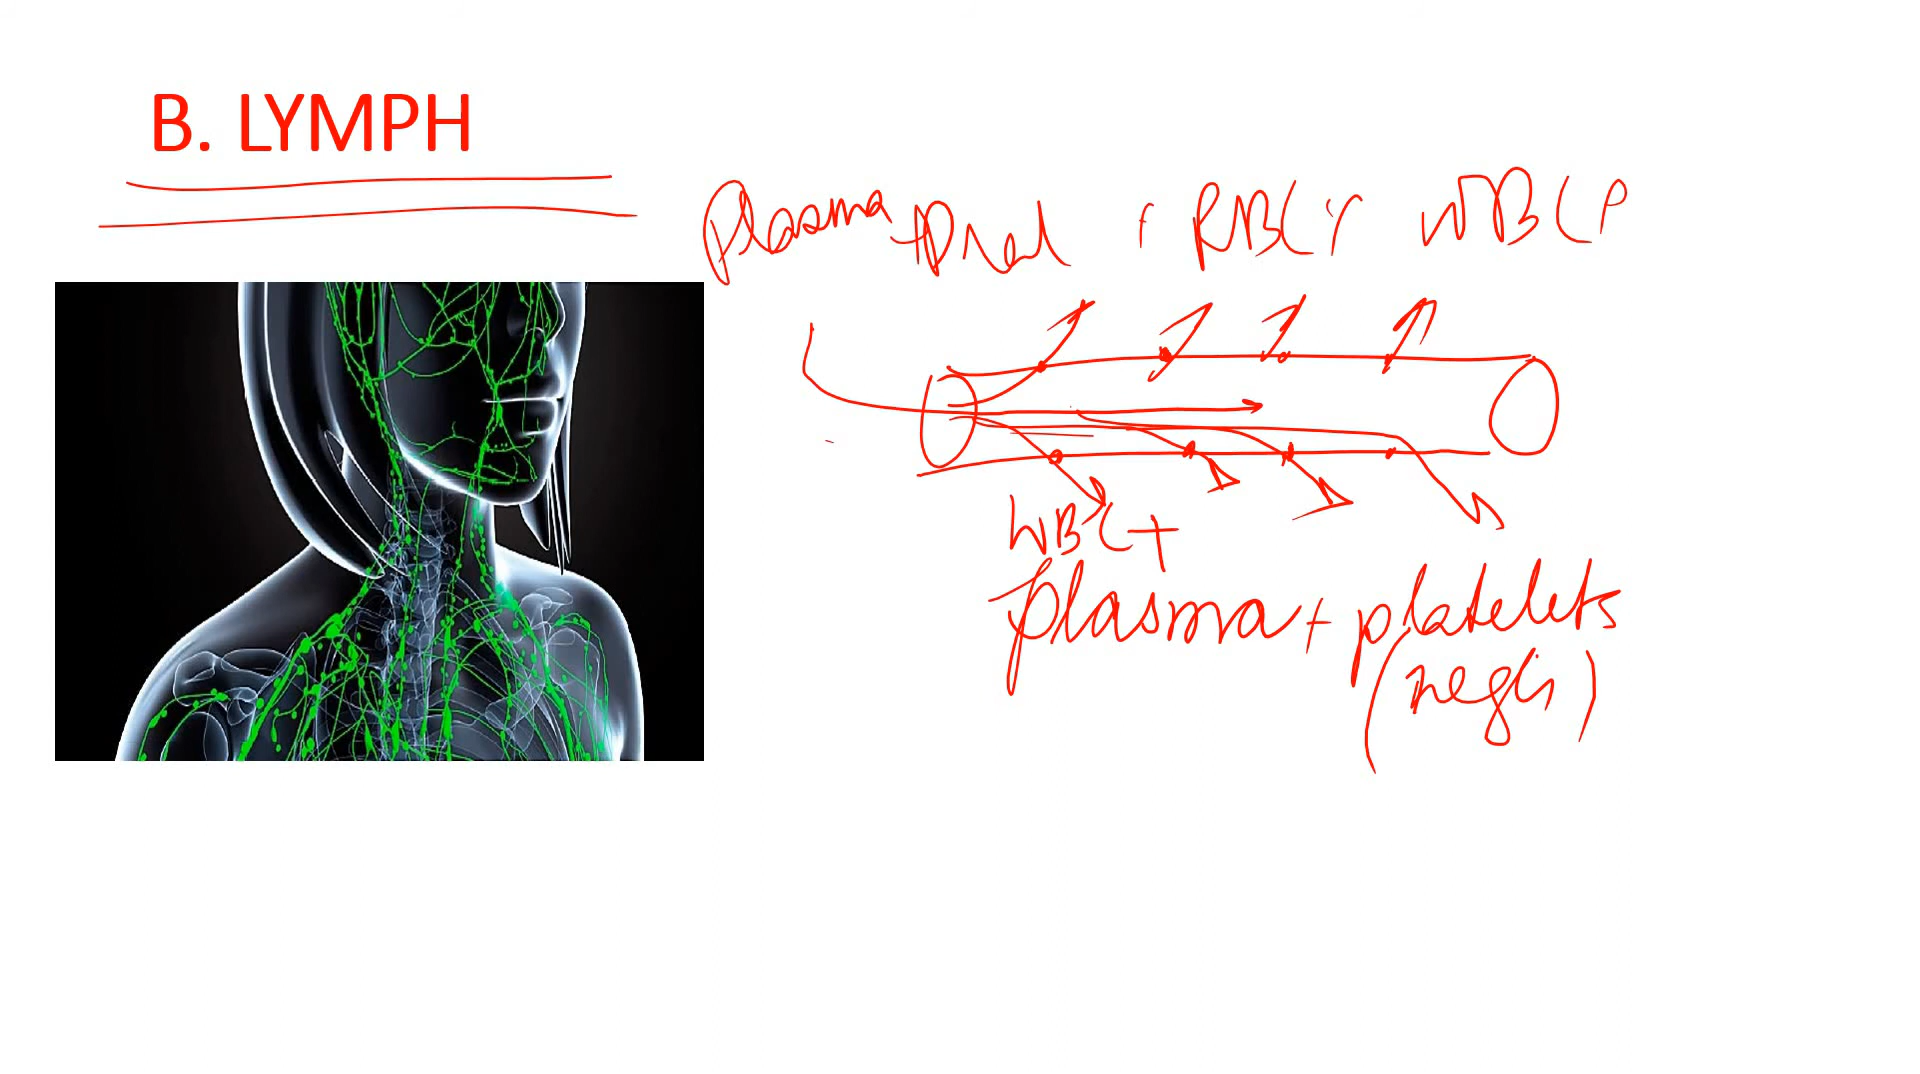 B. LYMPH
Plasma + RBC WBC P
WBC +
plasma + platelets
(negli)